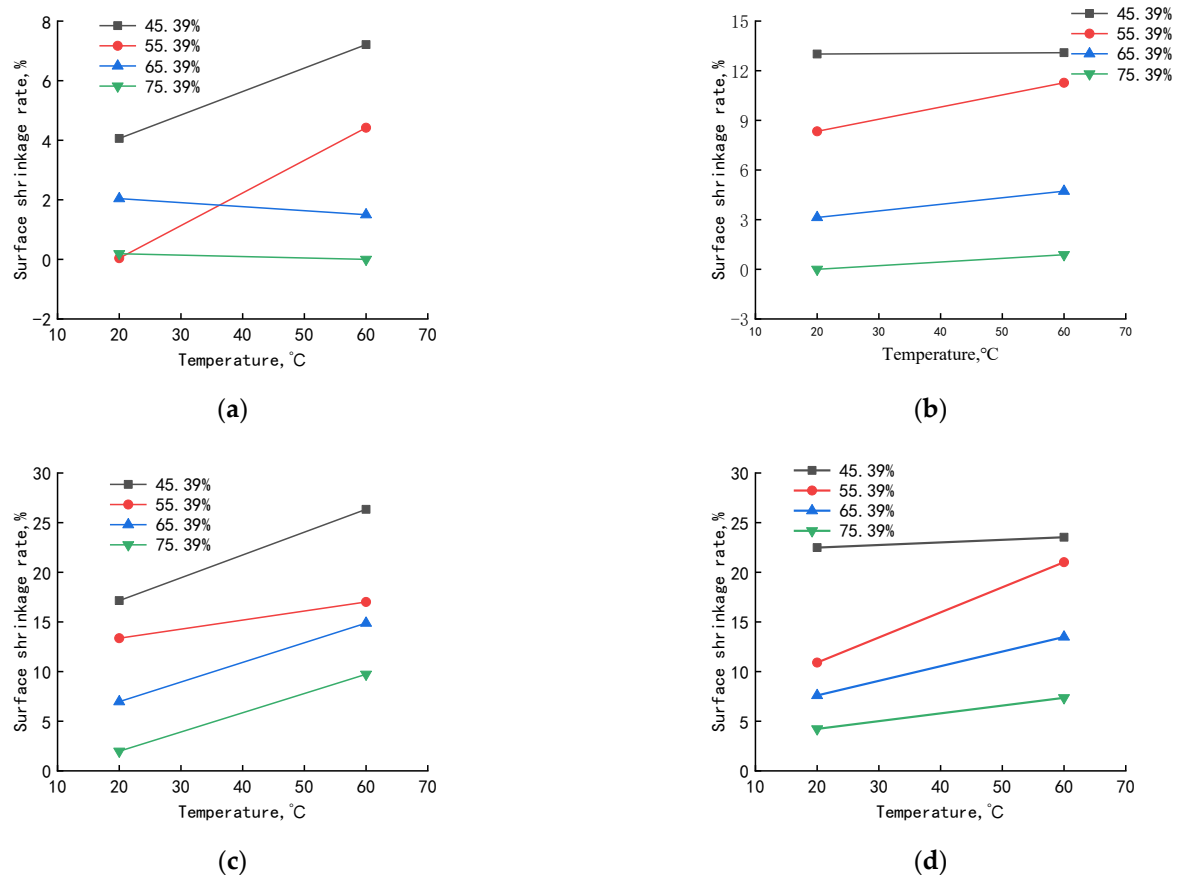 8
6
4
2
0
−2
Surface shrinkage rate,%
45.39%
55.39%
65.39%
75.39%
10 20 30 40 50 60 70
Temperature,℃
(a)
15
12
9
6
3
0
−3
Surface shrinkage rate,%
45.39%
55.39%
65.39%
75.39%
10 20 30 40 50 60 70
Temperature,℃
(b)
30
25
20
15
10
5
0
Surface shrinkage rate,%
45.39%
55.39%
65.39%
75.39%
10 20 30 40 50 60 70
Temperature,℃
(c)
30
25
20
15
10
5
0
Surface shrinkage rate,%
45.39%
55.39%
65.39%
75.39%
10 20 30 40 50 60 70
Temperature,℃
(d)